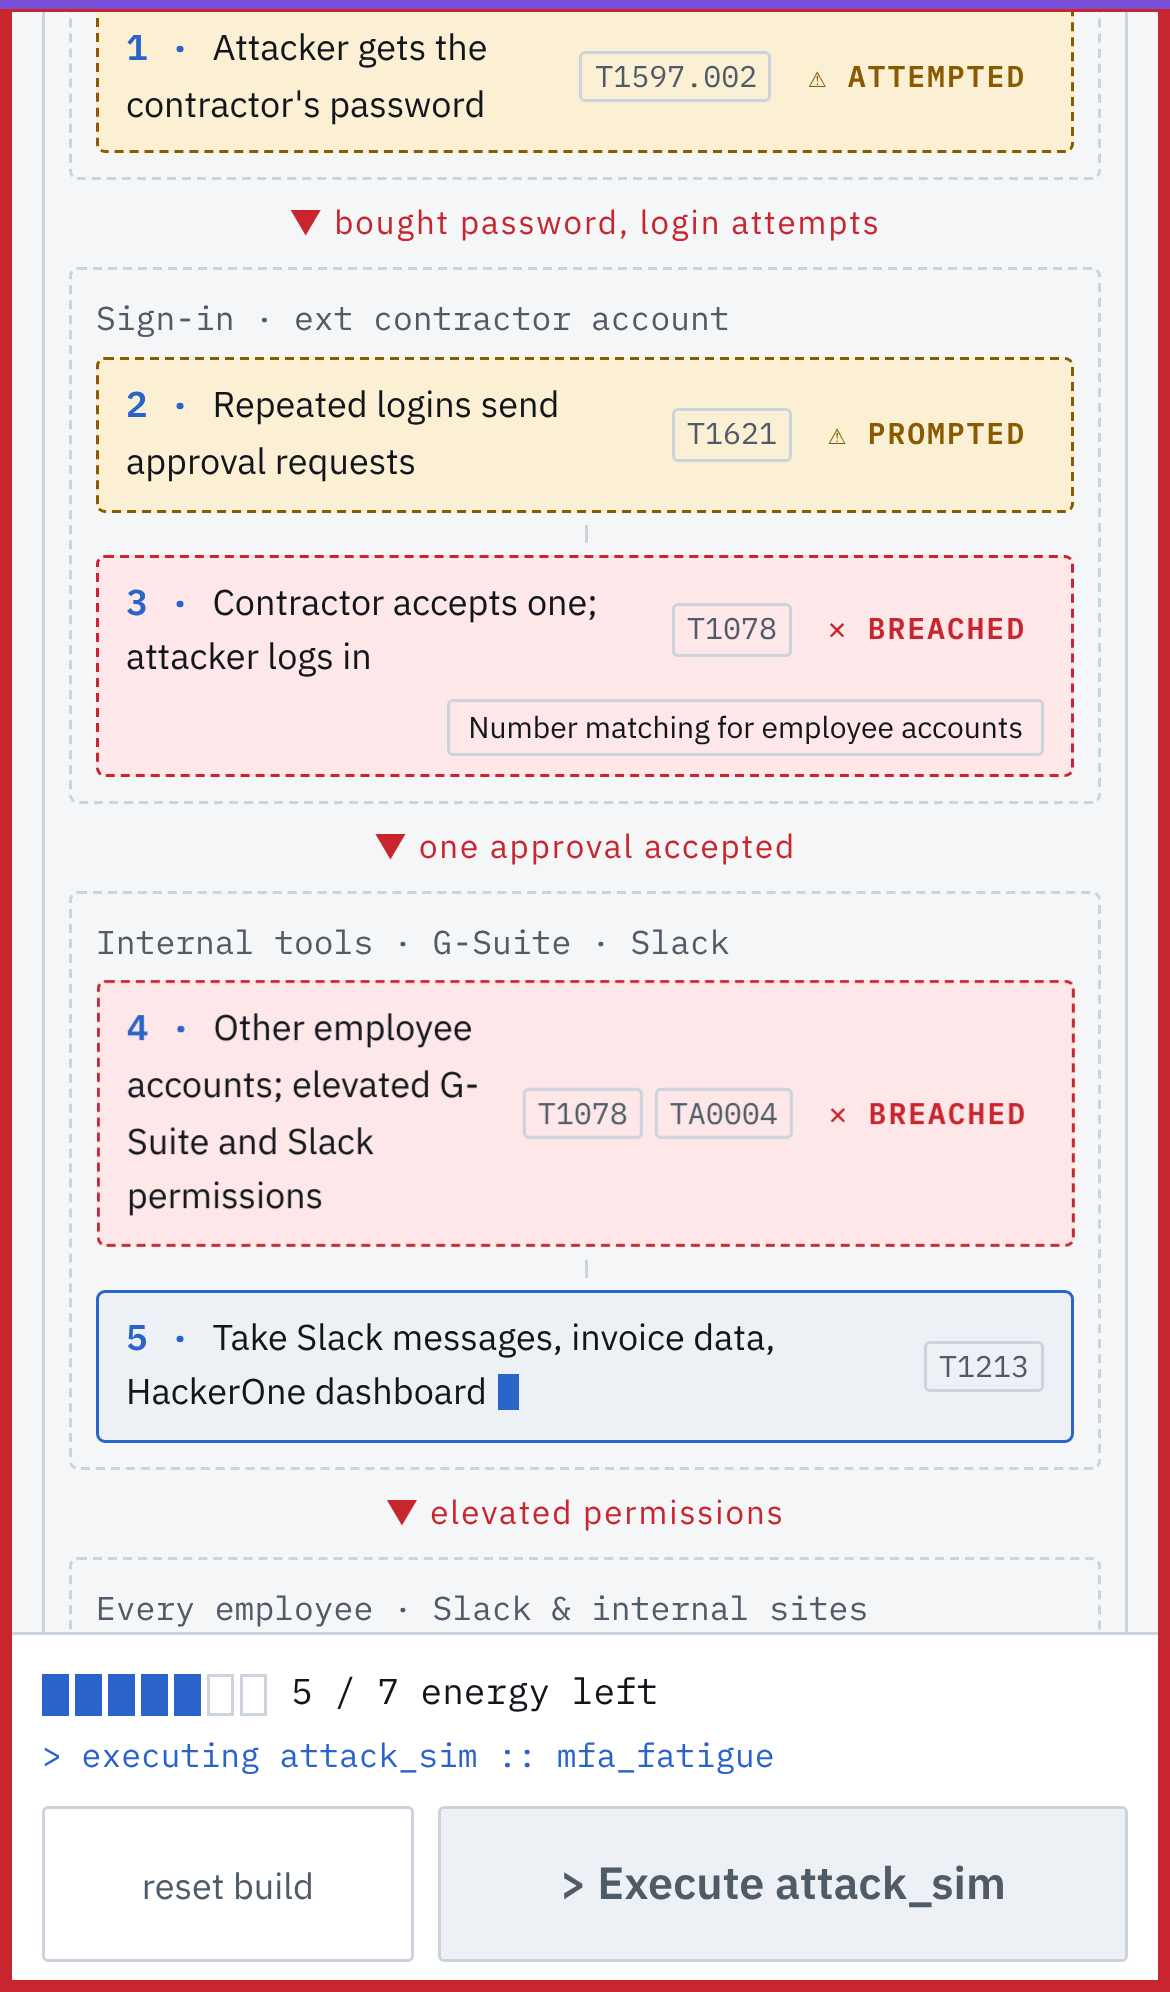 1 · Attacker gets the
contractor's password
T1597.002 ⚠ ATTEMPTED
▼ bought password, login attempts
Sign-in · ext contractor account
2 · Repeated logins send
approval requests
T1621 ⚠ PROMPTED
3 · Contractor accepts one;
attacker logs in
T1078 × BREACHED
Number matching for employee accounts
▼ one approval accepted
Internal tools · G-Suite · Slack
4 · Other employee
accounts; elevated G-
Suite and Slack
permissions
T1078 TA0004 × BREACHED
5 · Take Slack messages, invoice data,
HackerOne dashboard
T1213
▼ elevated permissions
Every employee · Slack & internal sites
5 / 7 energy left
> executing attack_sim :: mfa_fatigue
reset build
> Execute attack_sim